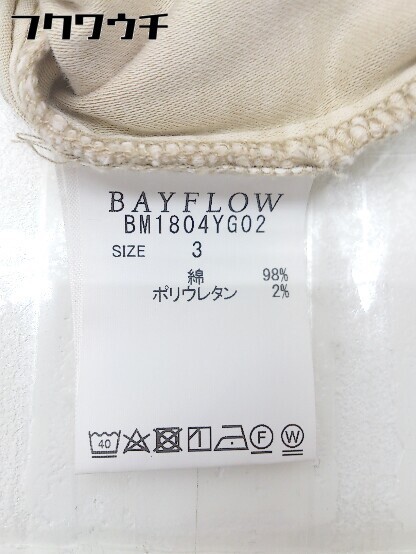 フクワウチ
BAYFLOW
BM1804YG02
SIZE 3
綿 98%
ポリウレタン 2%
40 F W